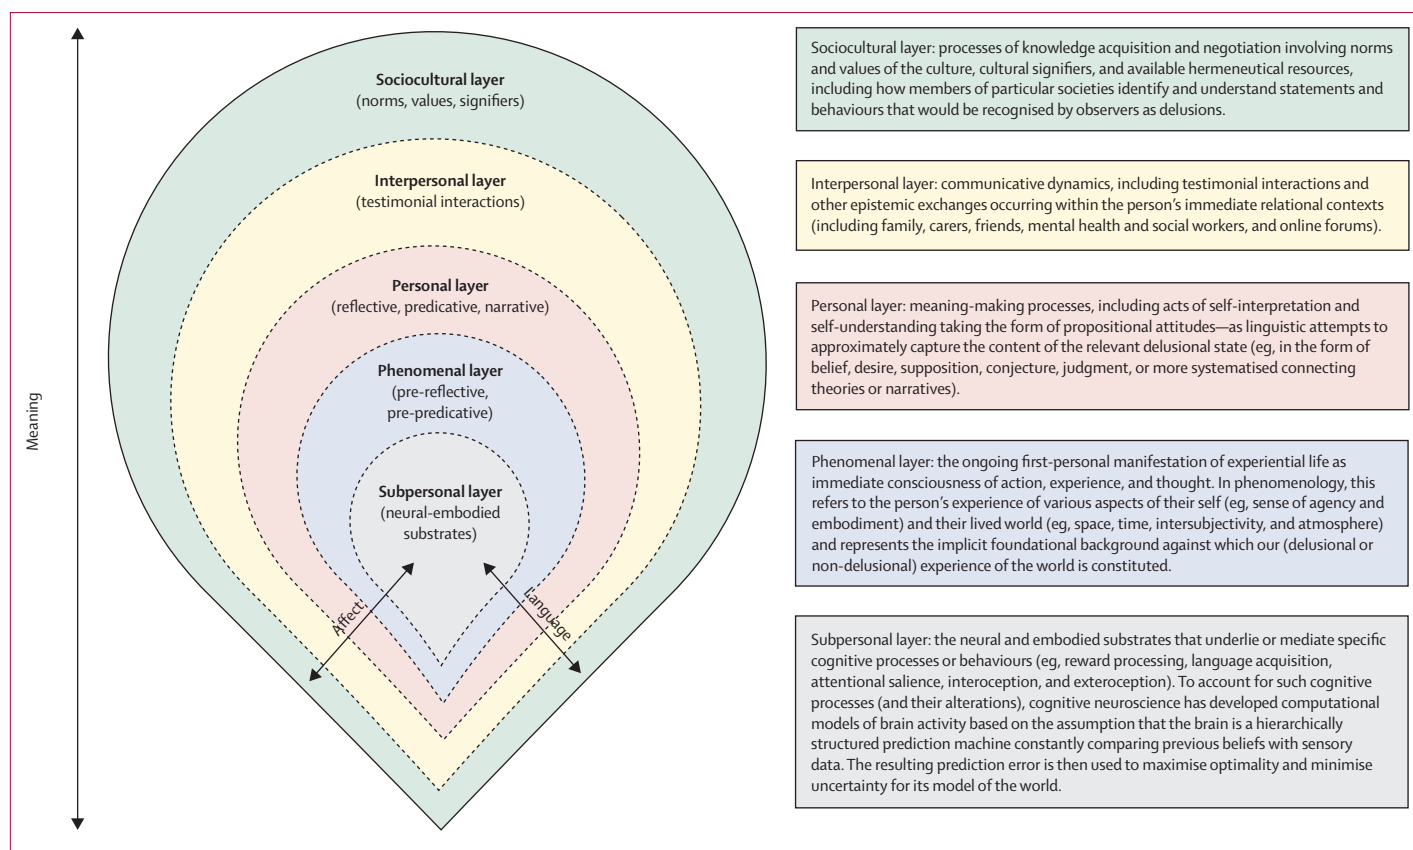 Meaning
Sociocultural layer
(norms, values, signifiers)
Interpersonal layer
(testimonial interactions)
Personal layer
(reflective, predicative, narrative)
Phenomenal layer
(pre-reflective,
pre-predicative)
Subpersonal layer
(neural-embodied
substrates)
Affect
Language
Sociocultural layer: processes of knowledge acquisition and negotiation involving norms
and values of the culture, cultural signifiers, and available hermeneutical resources,
including how members of particular societies identify and understand statements and
behaviours that would be recognised by observers as delusions.
Interpersonal layer: communicative dynamics, including testimonial interactions and
other epistemic exchanges occurring within the person's immediate relational contexts
(including family, carers, friends, mental health and social workers, and online forums).
Personal layer: meaning-making processes, including acts of self-interpretation and
self-understanding taking the form of propositional attitudes—as linguistic attempts to
approximately capture the content of the relevant delusional state (eg, in the form of
belief, desire, supposition, conjecture, judgment, or more systematised connecting
theories or narratives).
Phenomenal layer: the ongoing first-personal manifestation of experiential life as
immediate consciousness of action, experience, and thought. In phenomenology, this
refers to the person's experience of various aspects of their self (eg, sense of agency and
embodiment) and their lived world (eg, space, time, intersubjectivity, and atmosphere)
and represents the implicit foundational background against which our (delusional or
non-delusional) experience of the world is constituted.
Subpersonal layer: the neural and embodied substrates that underlie or mediate specific
cognitive processes or behaviours (eg, reward processing, language acquisition,
attentional salience, interoception, and exteroception). To account for such cognitive
processes (and their alterations), cognitive neuroscience has developed computational
models of brain activity based on the assumption that the brain is a hierarchically
structured prediction machine constantly comparing previous beliefs with sensory
data. The resulting prediction error is then used to maximise optimality and minimise
uncertainty for its model of the world.